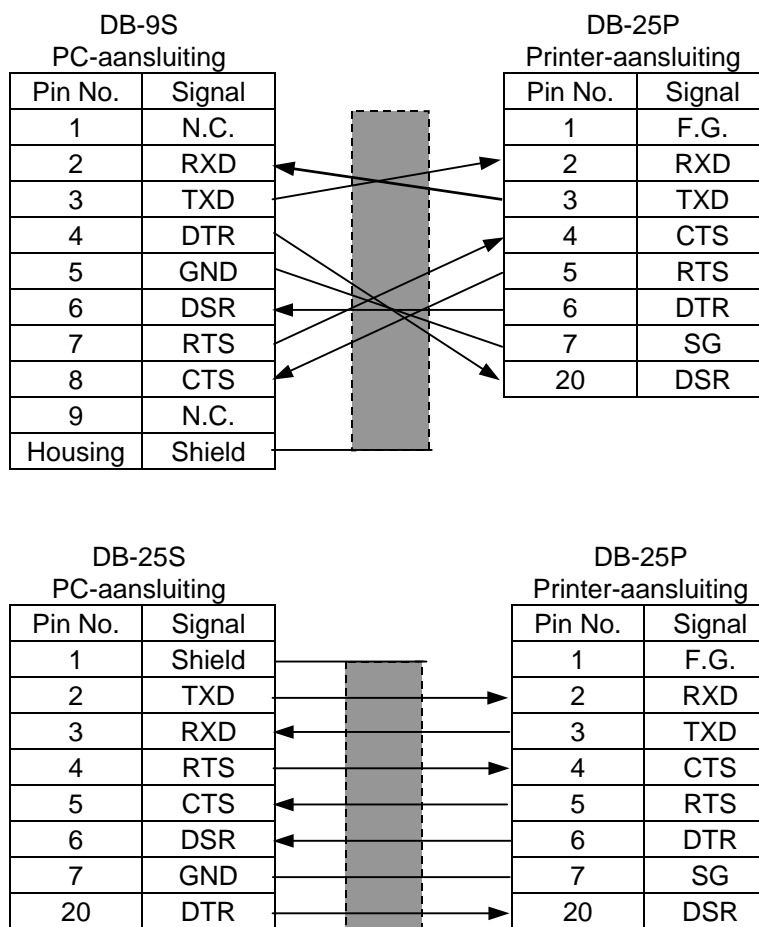 DB-9S DB-25P
PC-aansluiting Printer-aansluiting
Pin No. Signal Pin No. Signal
1 N.C. 1 F.G.
2 RXD 2 RXD
3 TXD 3 TXD
4 DTR 4 CTS
5 GND 5 RTS
6 DSR 6 DTR
7 RTS 7 SG
8 CTS 20 DSR
9 N.C.
Housing Shield
DB-25S DB-25P
PC-aansluiting Printer-aansluiting
Pin No. Signal Pin No. Signal
1 Shield 1 F.G.
2 TXD 2 RXD
3 RXD 3 TXD
4 RTS 4 CTS
5 CTS 5 RTS
6 DSR 6 DTR
7 GND 7 SG
20 DTR 20 DSR